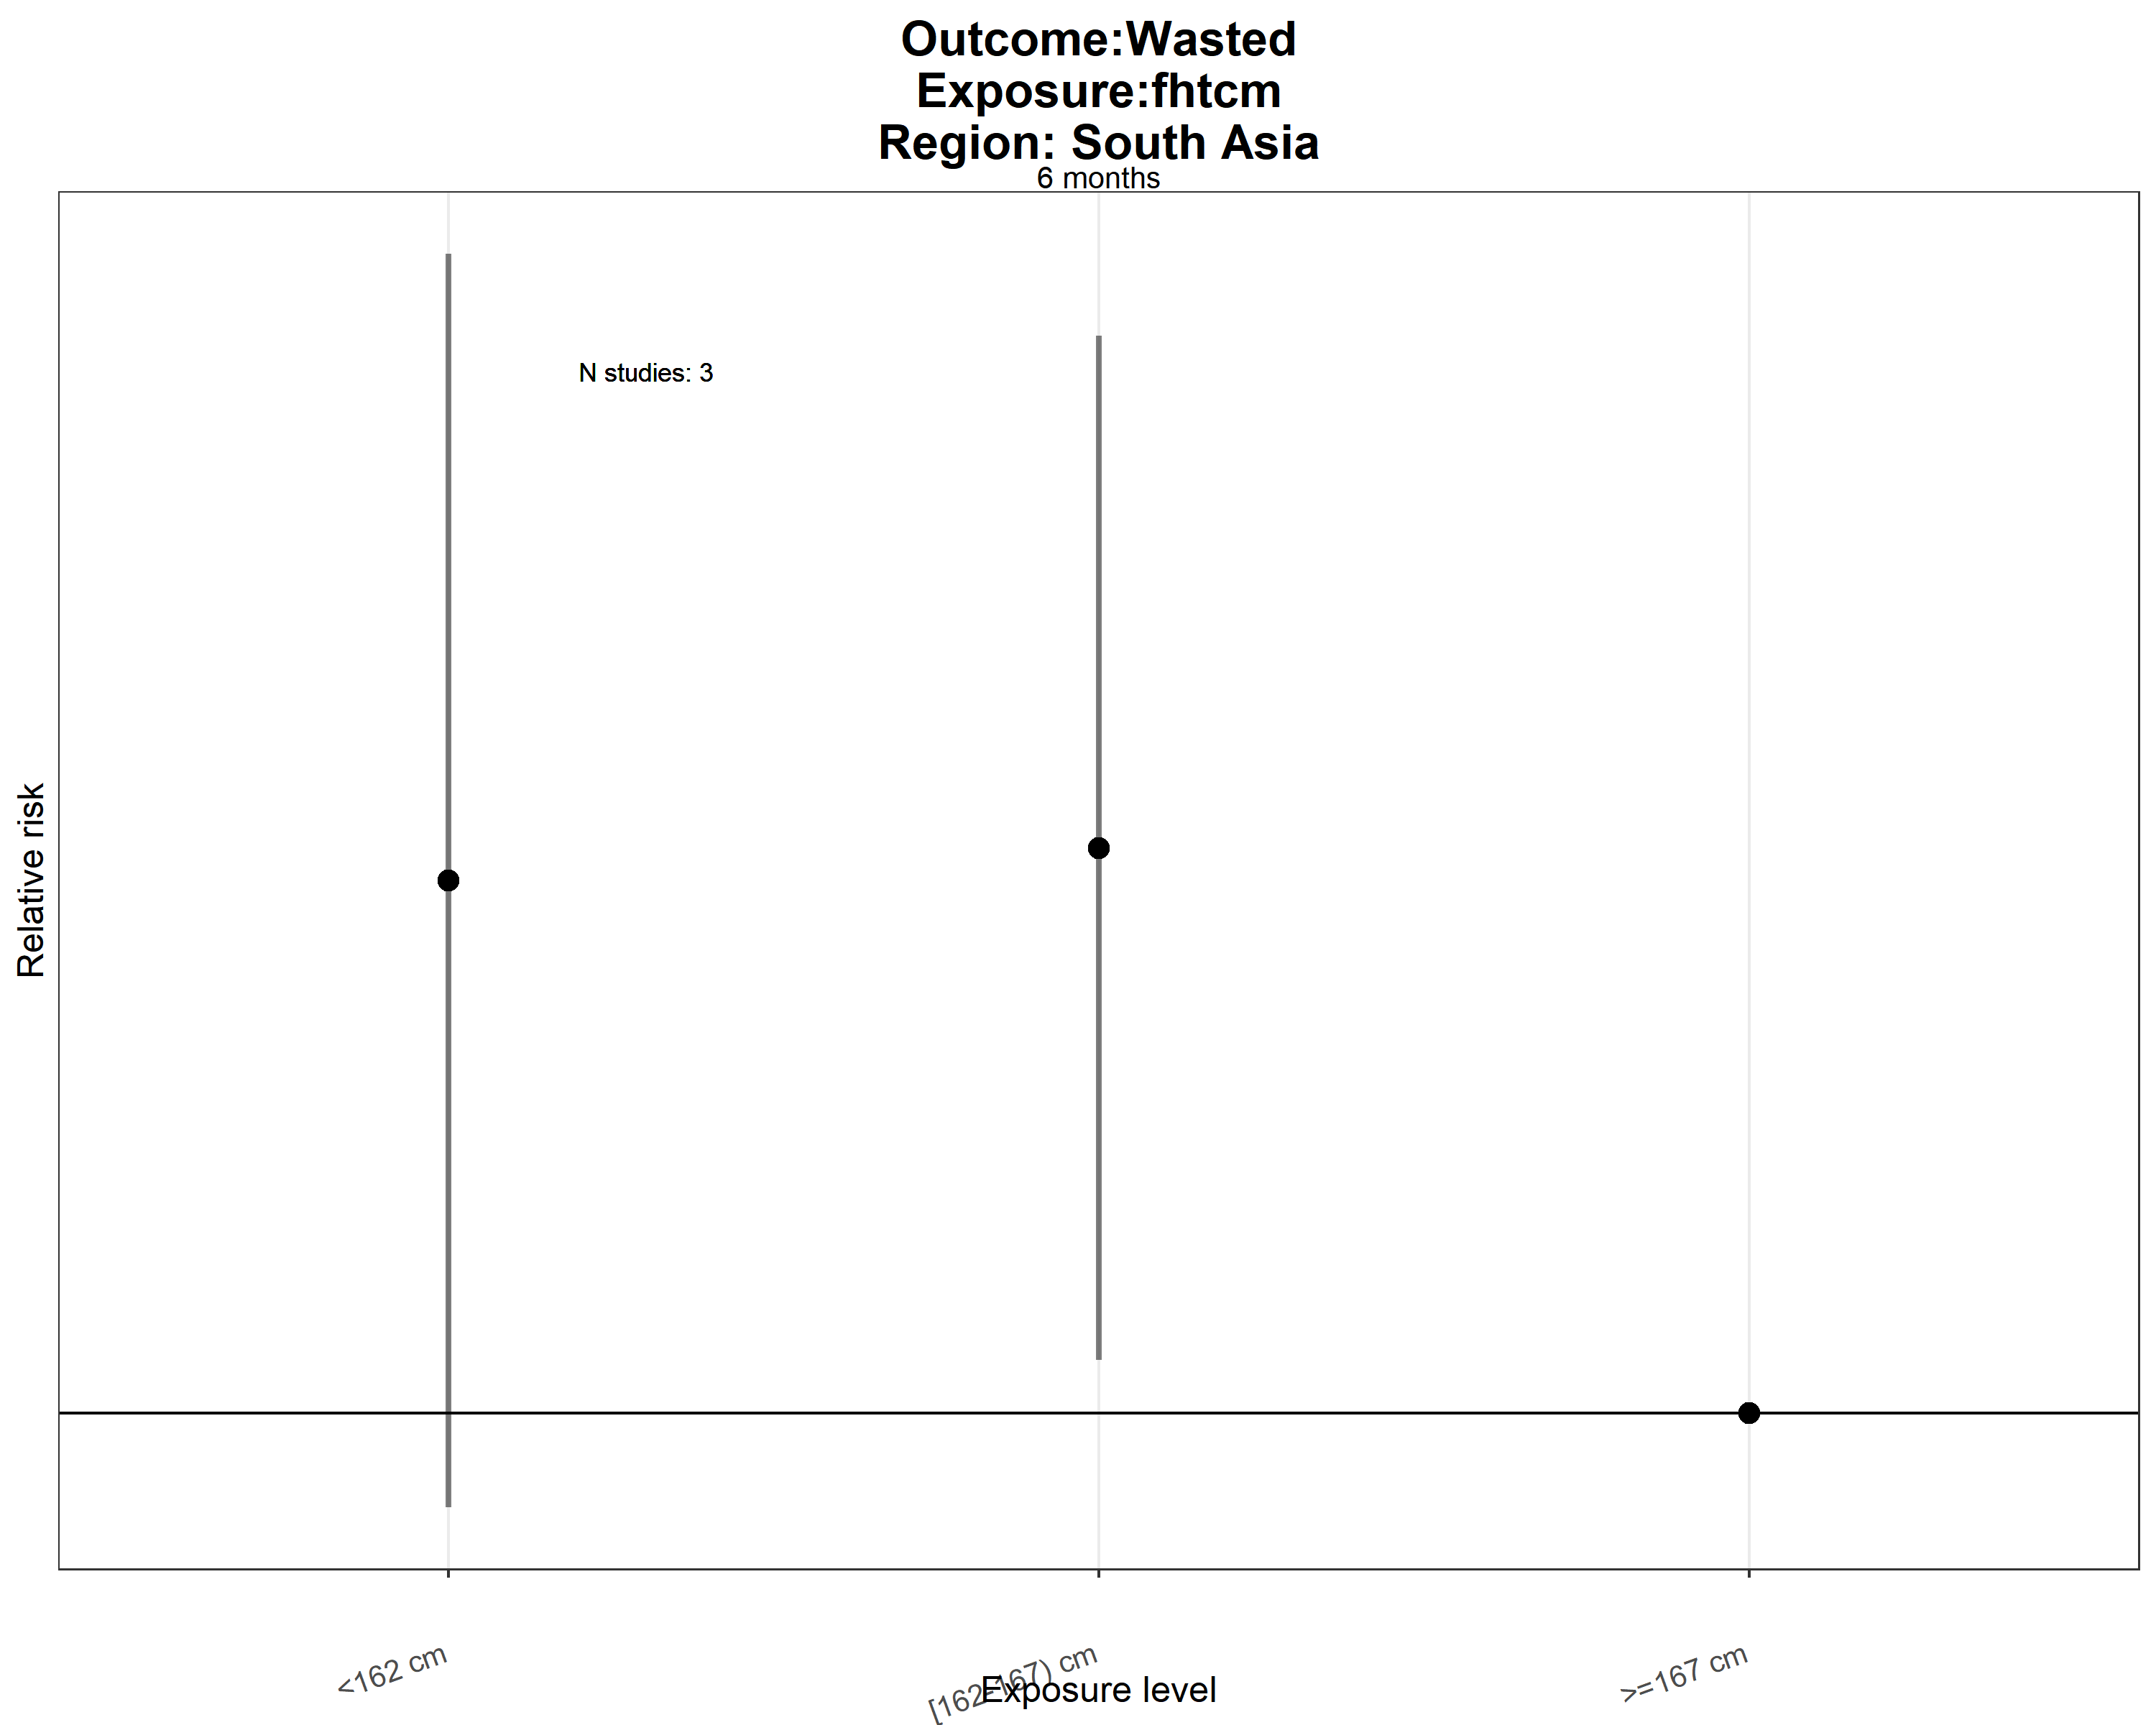 Outcome:Wasted
Exposure:fhtcm
Region: South Asia
6 months
N studies: 3
Relative risk
<162 cm
[162-167) cm
>=167 cm
Exposure level